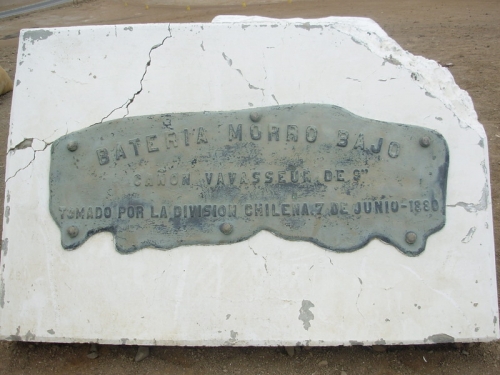 BATERIA MORRO BAJO
CAÑON VAVASSEUR DE 9"
TOMADO POR LA DIVISION CHILENA 7 DE JUNIO-1880